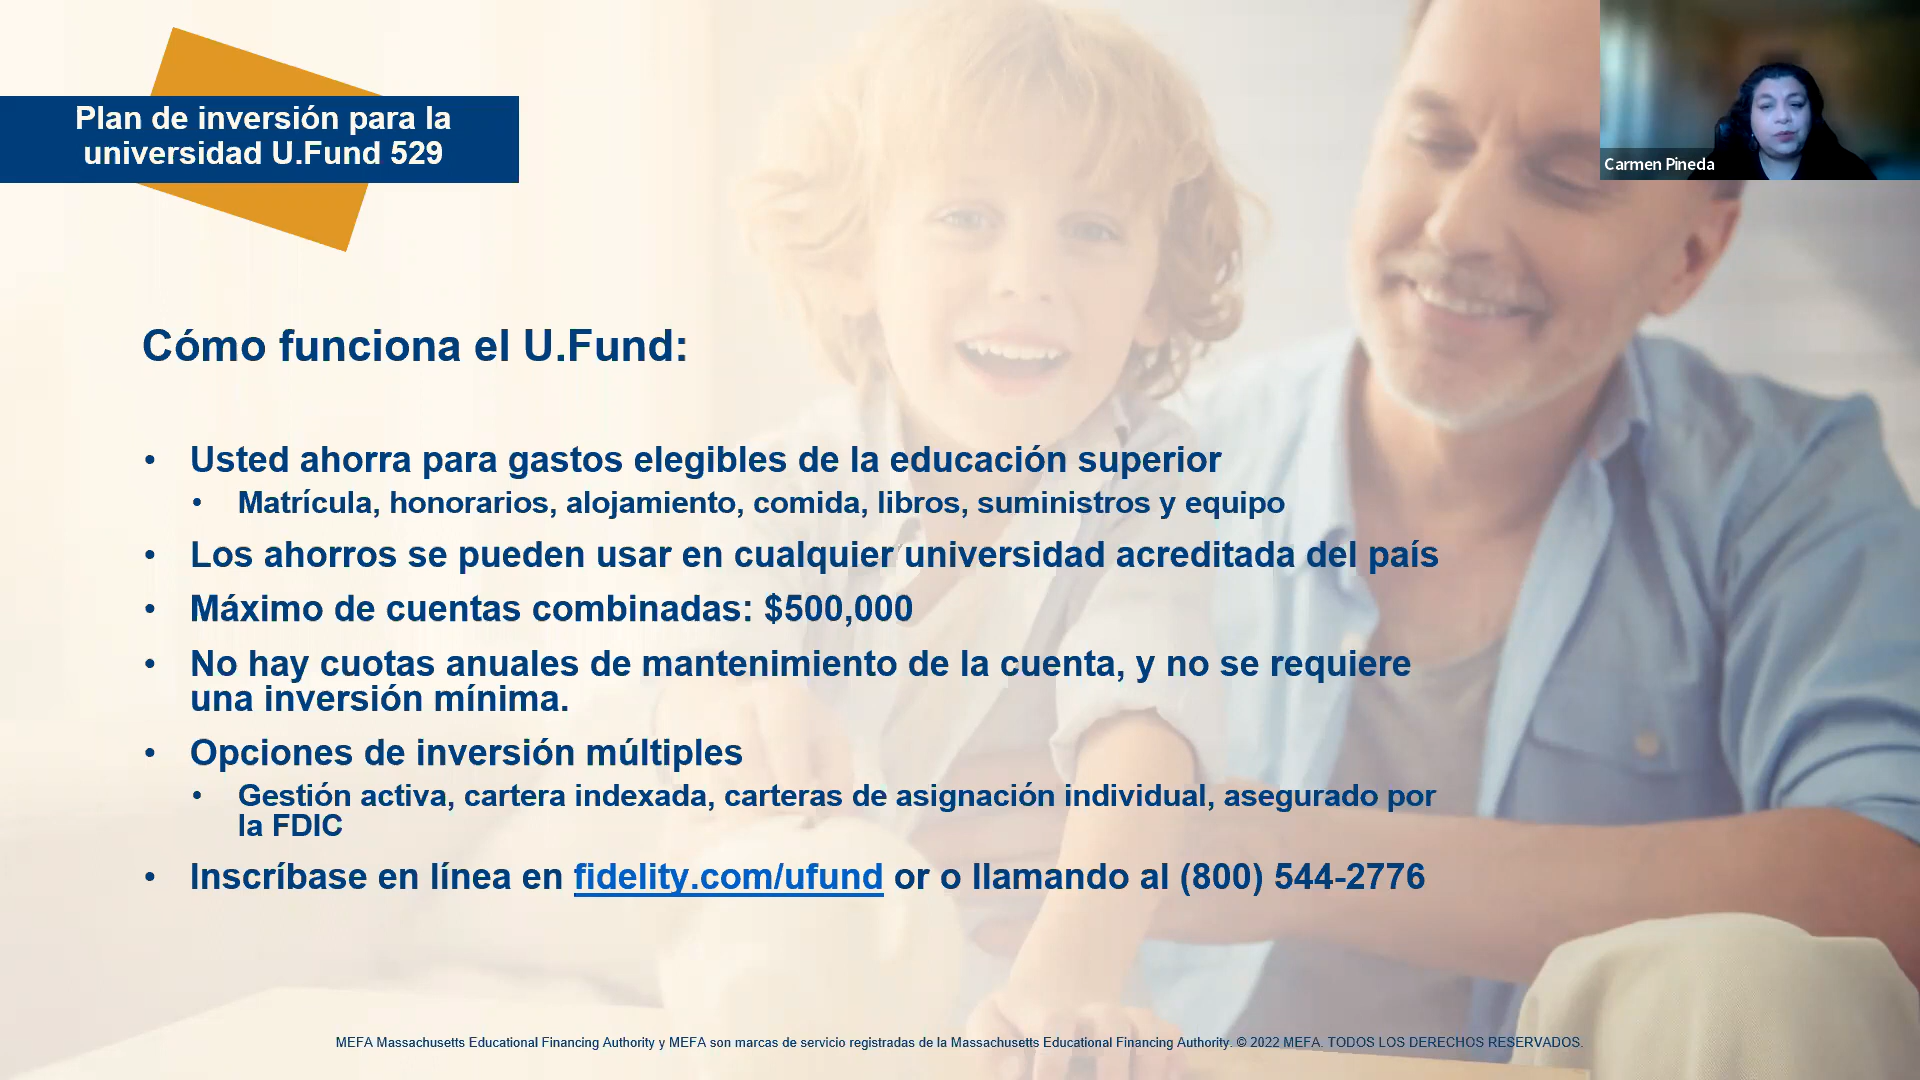 Plan de inversión para la
universidad U.Fund 529
Carmen Pineda
Cómo funciona el U.Fund:
• Usted ahorra para gastos elegibles de la educación superior
• Matrícula, honorarios, alojamiento, comida, libros, suministros y equipo
• Los ahorros se pueden usar en cualquier universidad acreditada del país
• Máximo de cuentas combinadas: $500,000
• No hay cuotas anuales de mantenimiento de la cuenta, y no se requiere
una inversión mínima.
• Opciones de inversión múltiples
• Gestión activa, cartera indexada, carteras de asignación individual, asegurado por
la FDIC
• Inscríbase en línea en fidelity.com/ufund or o llamando al (800) 544-2776
MEFA Massachusetts Educational Financing Authority y MEFA son marcas de servicio registradas de la Massachusetts Educational Financing Authority. © 2022 MEFA. TODOS LOS DERECHOS RESERVADOS.